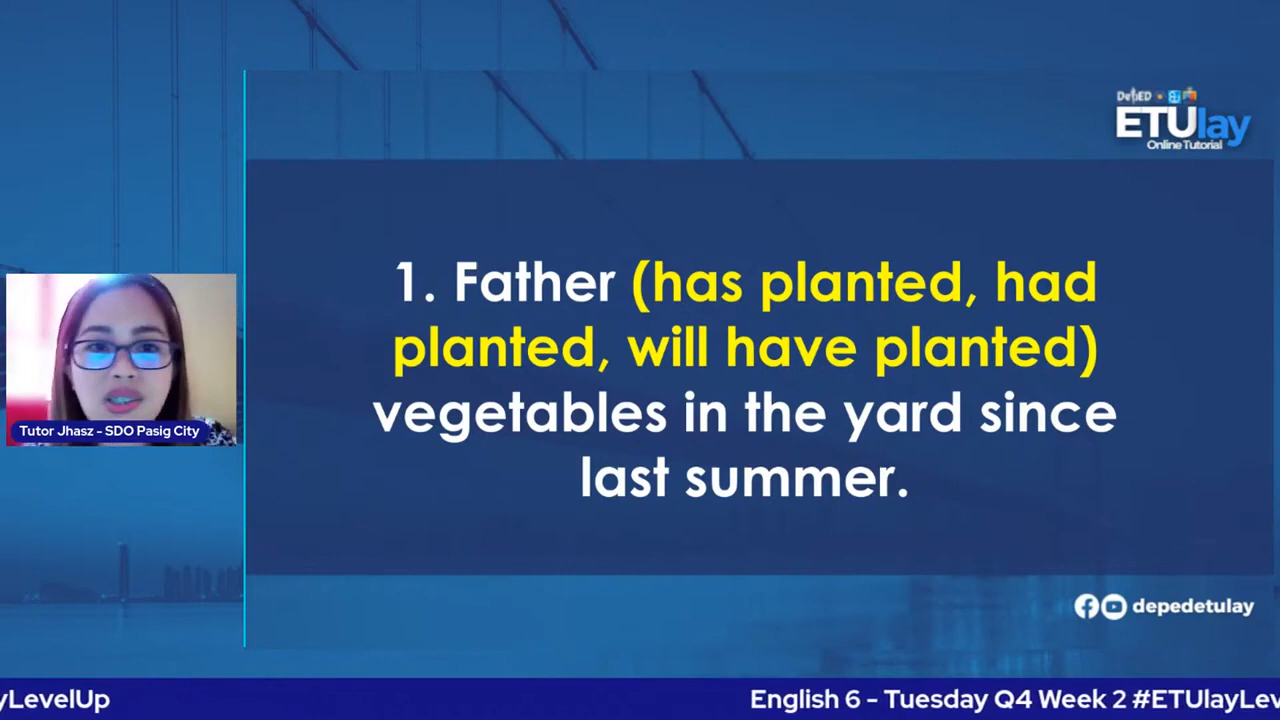 DepED
ETUlay
Online Tutorial
1. Father (has planted, had
planted, will have planted)
vegetables in the yard since
last summer.
Tutor Jhasz - SDO Pasig City
depedetulay
yLevelUp
English 6 - Tuesday Q4 Week 2 #ETUlayLev